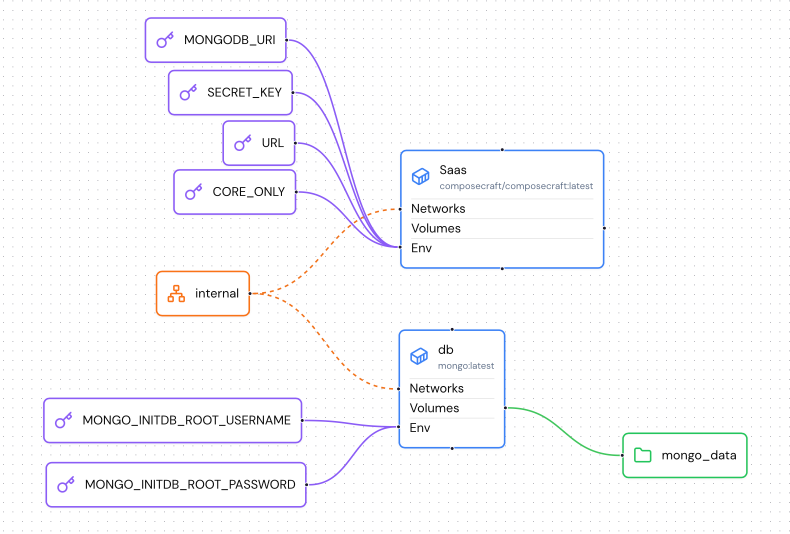 MONGODB_URI
SECRET_KEY
URL
CORE_ONLY
Saas
composecraft/composecraft:latest
Networks
Volumes
Env
internal
db
mongo:latest
Networks
Volumes
Env
MONGO_INITDB_ROOT_USERNAME
MONGO_INITDB_ROOT_PASSWORD
mongo_data